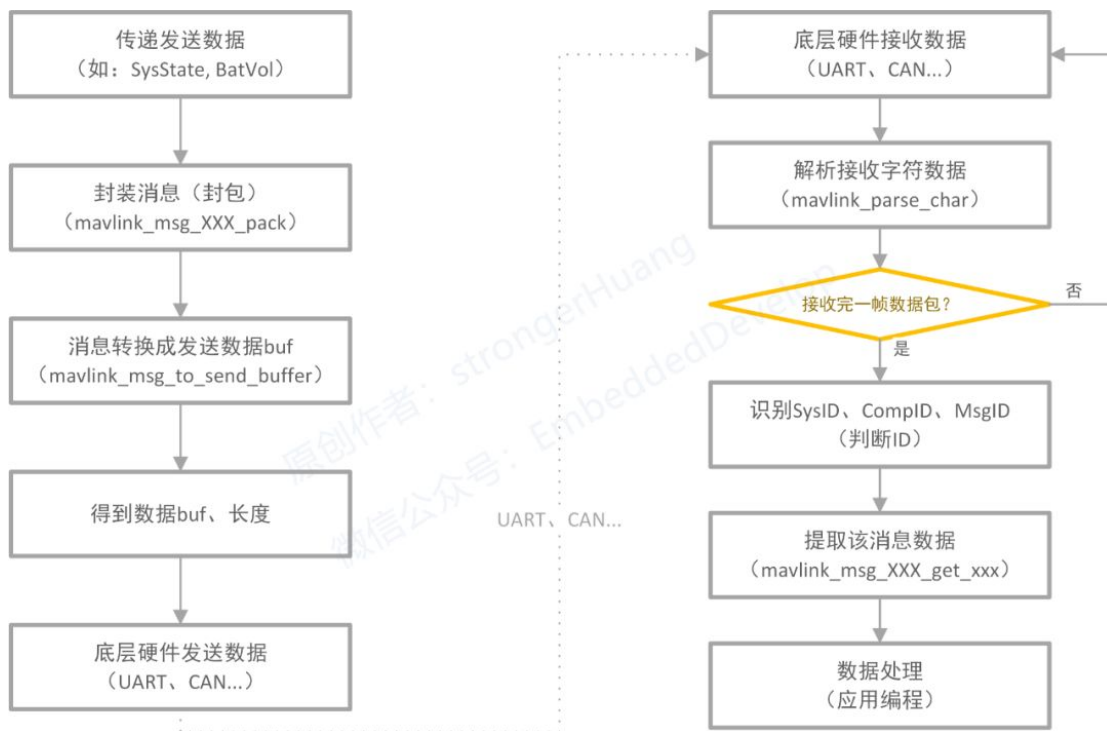 传递发送数据
（如：SysState, BatVol）
封装消息（封包）
（mavlink_msg_XXX_pack）
消息转换成发送数据buf
（mavlink_msg_to_send_buffer）
得到数据buf、长度
底层硬件发送数据
（UART、CAN...）
UART、CAN...
底层硬件接收数据
（UART、CAN...）
解析接收字符数据
（mavlink_parse_char）
接收完一帧数据包？
否
是
识别SysID、CompID、MsgID
（判断ID）
提取该消息数据
（mavlink_msg_XXX_get_xxx）
数据处理
（应用编程）
原创作者：strongerHuang
微信公众号：EmbeddedDevelop